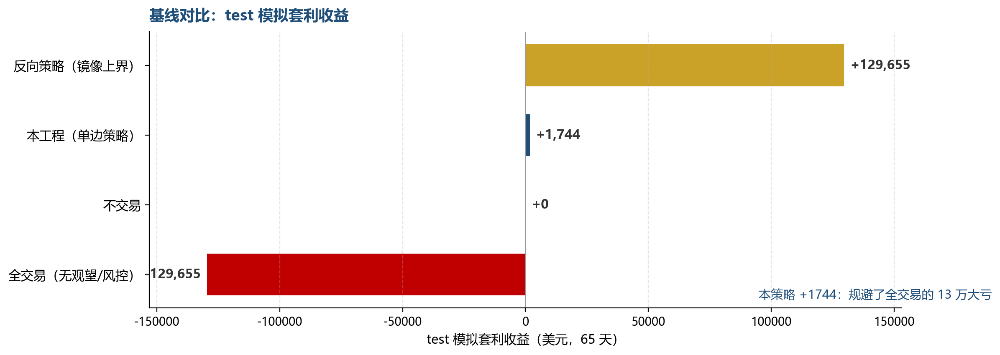 基线对比：test 模拟套利收益
反向策略（镜像上界）
+129,655
本工程（单边策略）
+1,744
不交易
+0
全交易（无观望/风控）
-129,655
本策略 +1744：规避了全交易的 13 万大亏
-150000 -100000 -50000 0 50000 100000 150000
test 模拟套利收益（美元，65 天）